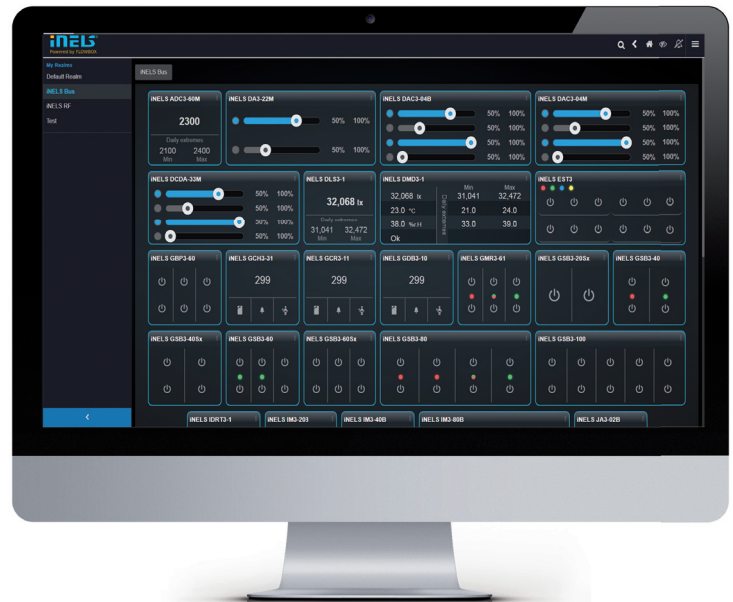 iNELS
Powered by FLOWBOX
My Realms
Default Realm
iNELS Bus
iNELS RF
Test
iNELS Bus
iNELS ADC3-60M
2300
Daily extremes
2100 2400
Min Max
iNELS DA3-22M
50% 100%
50% 100%
iNELS DAC3-04B
50% 100%
50% 100%
50% 100%
50% 100%
iNELS DAC3-04M
50% 100%
50% 100%
50% 100%
50% 100%
iNELS DCDA-33M
50% 100%
50% 100%
50% 100%
50% 100%
iNELS DLS3-1
32,068 lx
Daily extremes
31,041 32,472
Min Max
iNELS DMD3-1
Min Max
32,068 lx 31,041 32,472
23.0 °C 21.0 24.0
38.0 %r.H 33.0 39.0
Ok
Daily extremes
iNELS EST3
iNELS GBP3-60
iNELS GCH3-31
299
iNELS GCR3-11
299
iNELS GDB3-10
299
iNELS GMR3-61
iNELS GSB3-20Sx
iNELS GSB3-40
iNELS GSB3-40Sx
iNELS GSB3-60
iNELS GSB3-60Sx
iNELS GSB3-80
iNELS GSB3-100
iNELS IDRT3-1
iNELS IM3-20B
iNELS IM3-40B
iNELS IM3-80B
iNELS JA3-02B